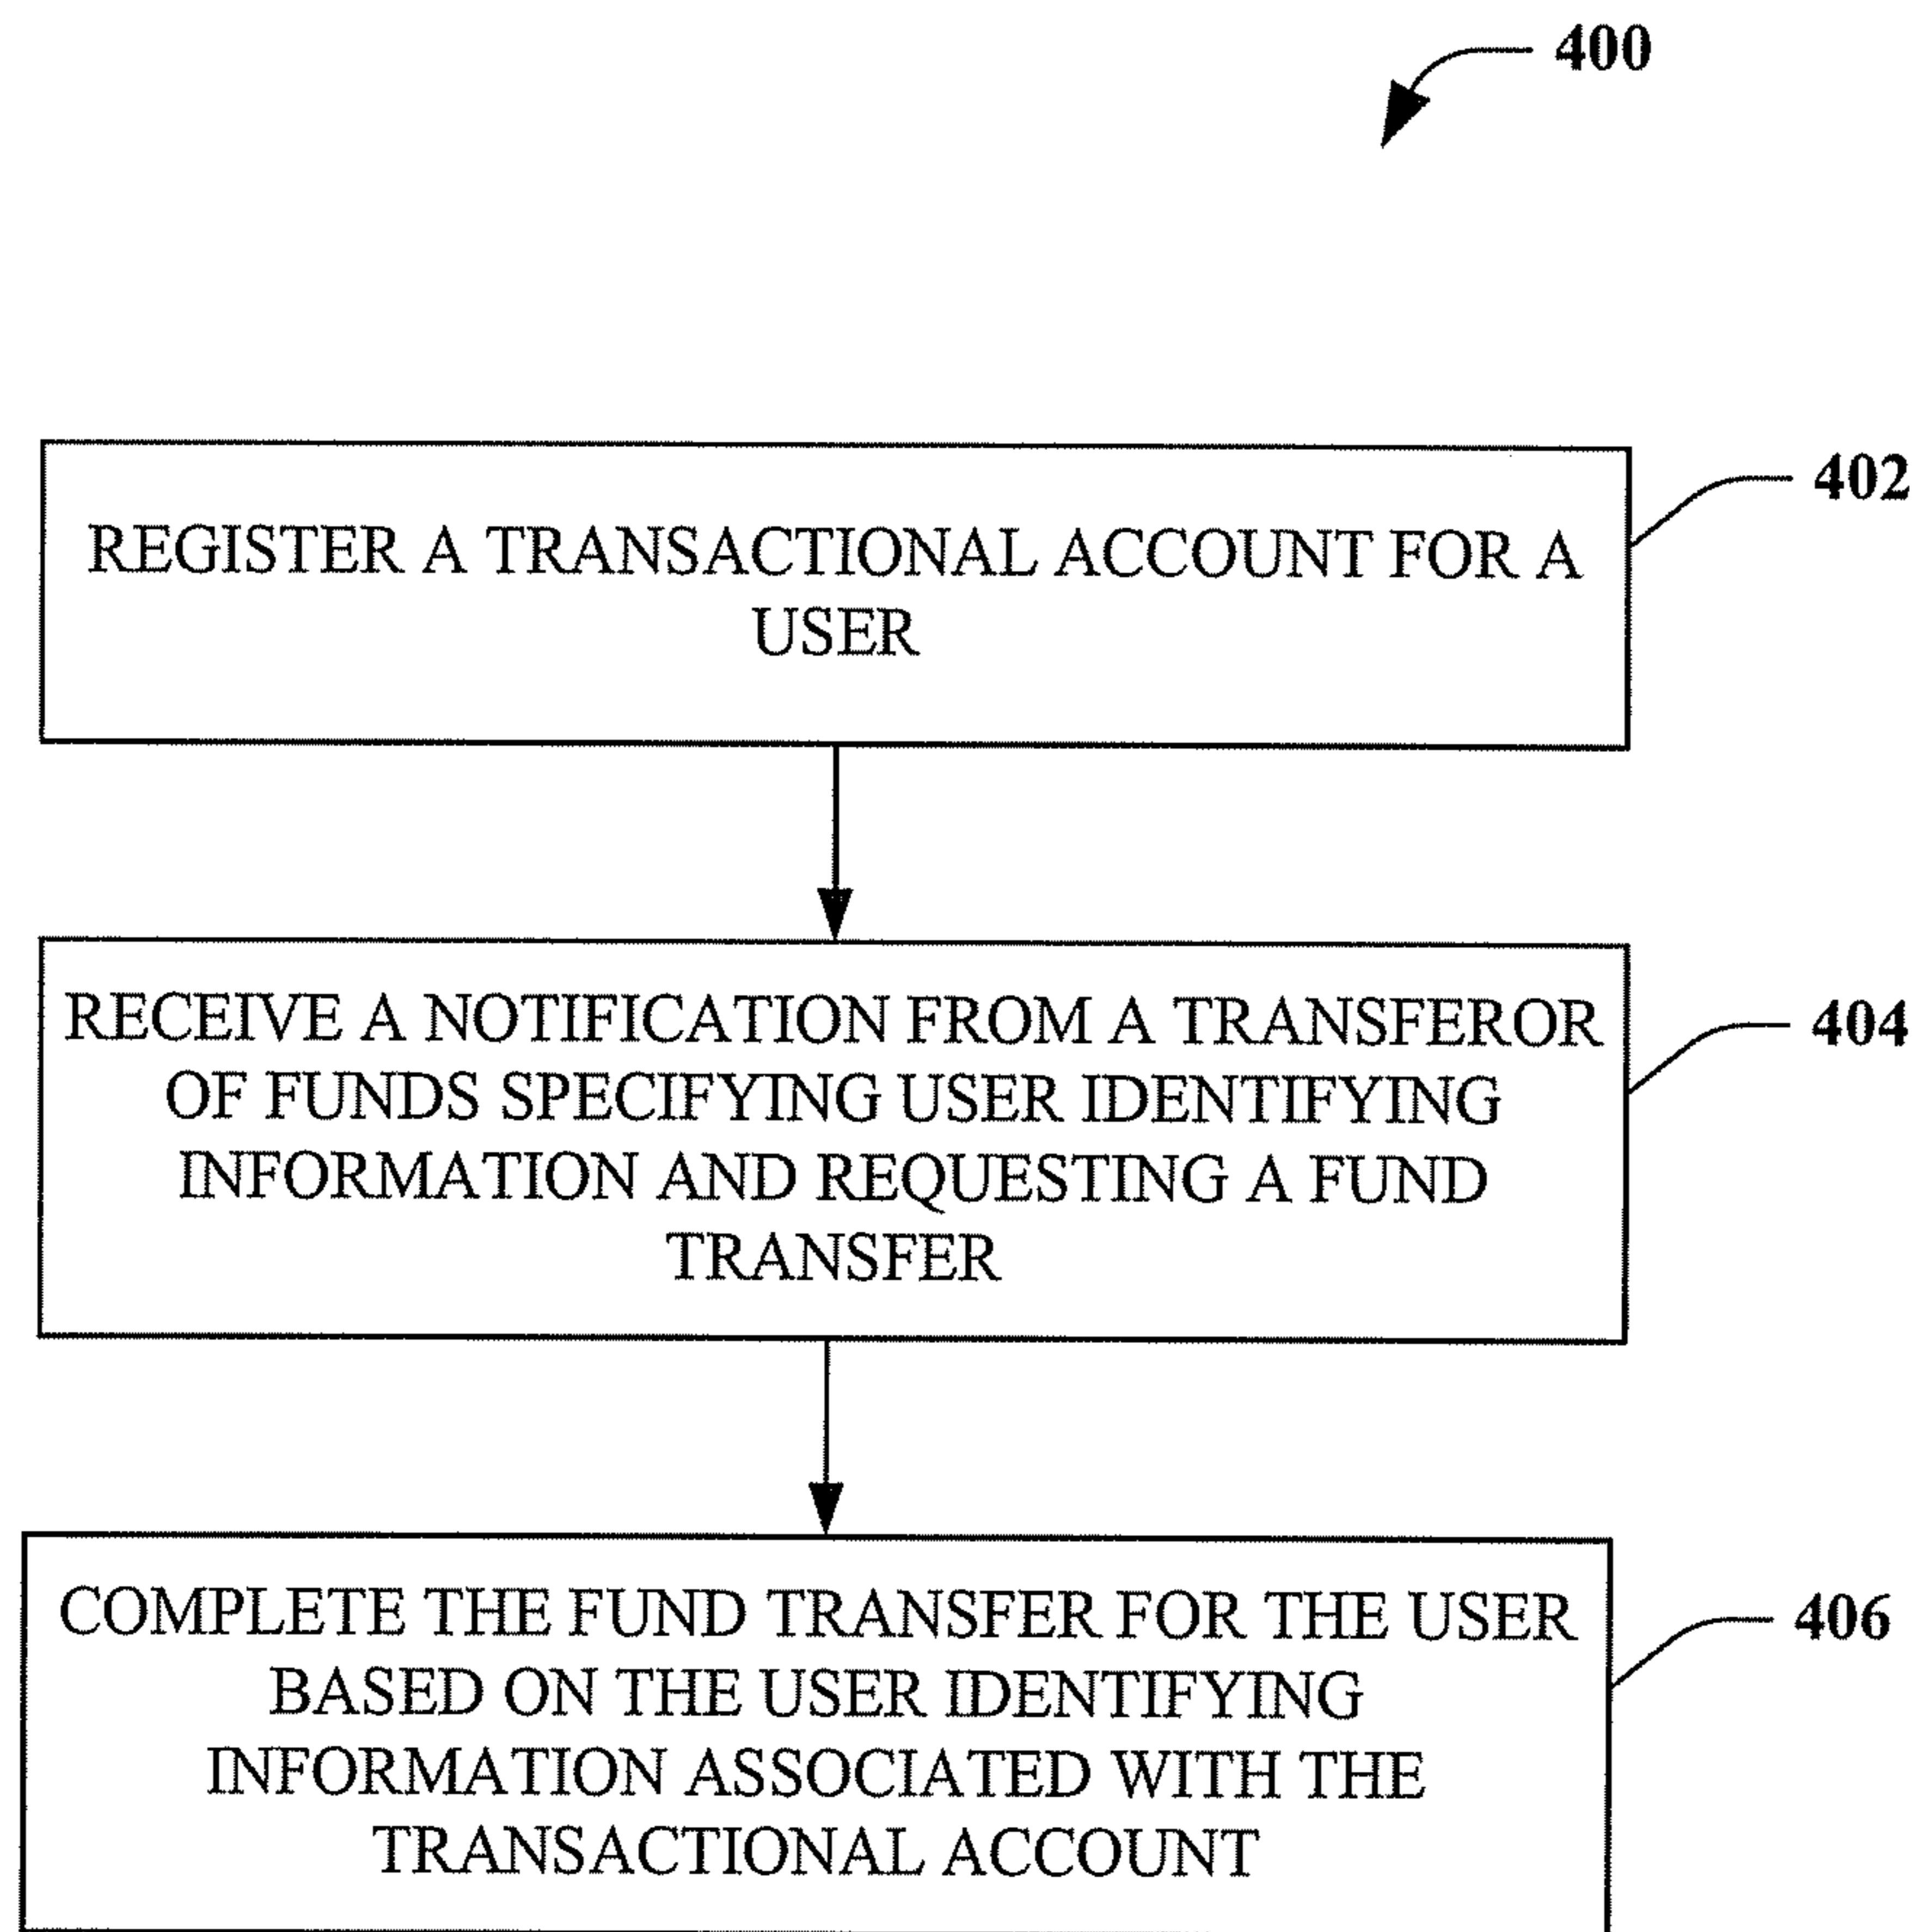 400
402
REGISTER A TRANSACTIONAL ACCOUNT FOR A
USER
404
RECEIVE A NOTIFICATION FROM A TRANSFEROR
OF FUNDS SPECIFYING USER IDENTIFYING
INFORMATION AND REQUESTING A FUND
TRANSFER
406
COMPLETE THE FUND TRANSFER FOR THE USER
BASED ON THE USER IDENTIFYING
INFORMATION ASSOCIATED WITH THE
TRANSACTIONAL ACCOUNT